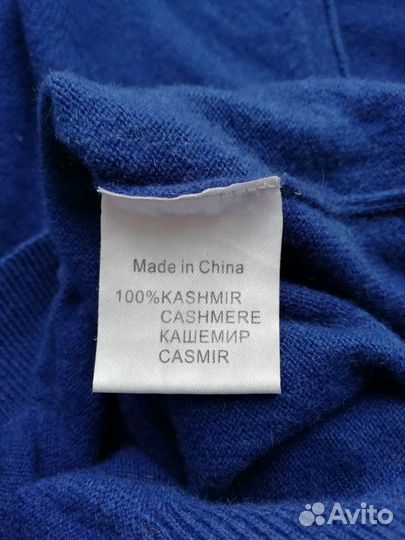 Made in China
100%KASHMIR
CASHMERE
КАШЕМИР
CASMIR
Avito